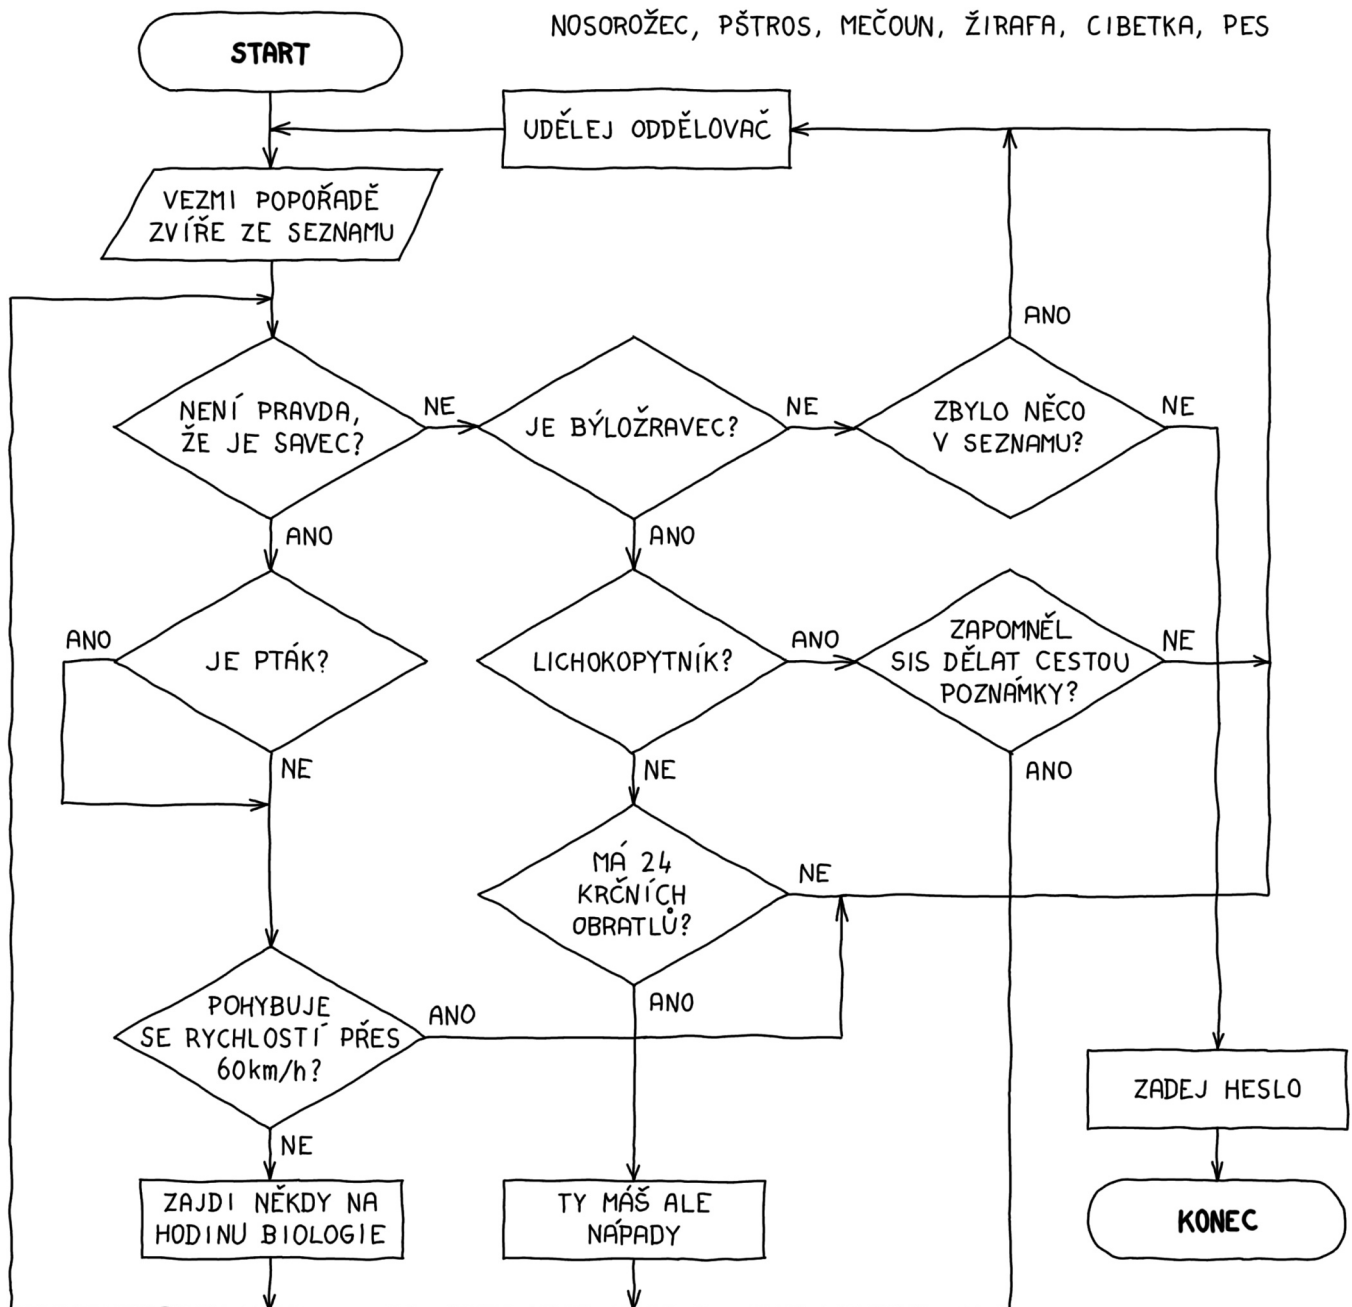 NOSOROŽEC, PŠTROS, MEČOUN, ŽIRAFA, CIBETKA, PES
START
UDĚLEJ ODDĚLOVAČ
VEZMI POPOŘADĚ
ZVÍŘE ZE SEZNAMU
ANO
NENÍ PRAVDA,
ŽE JE SAVEC?
NE
JE BÝLOŽRAVEC?
NE
ZBYLO NĚCO
V SEZNAMU?
NE
ANO
ANO
ANO
JE PTÁK?
NE
LICHOKOPYTNÍK?
ANO
ZAPOMNĚL
SIS DĚLAT CESTOU
POZNÁMKY?
NE
NE
ANO
MÁ 24
KRČNÍCH
OBRATLŮ?
NE
ANO
POHYBUJE
SE RYCHLOSTÍ PŘES
60km/h?
ANO
NE
ZADEJ HESLO
ZAJDI NĚKDY NA
HODINU BIOLOGIE
TY MÁŠ ALE
NÁPADY
KONEC